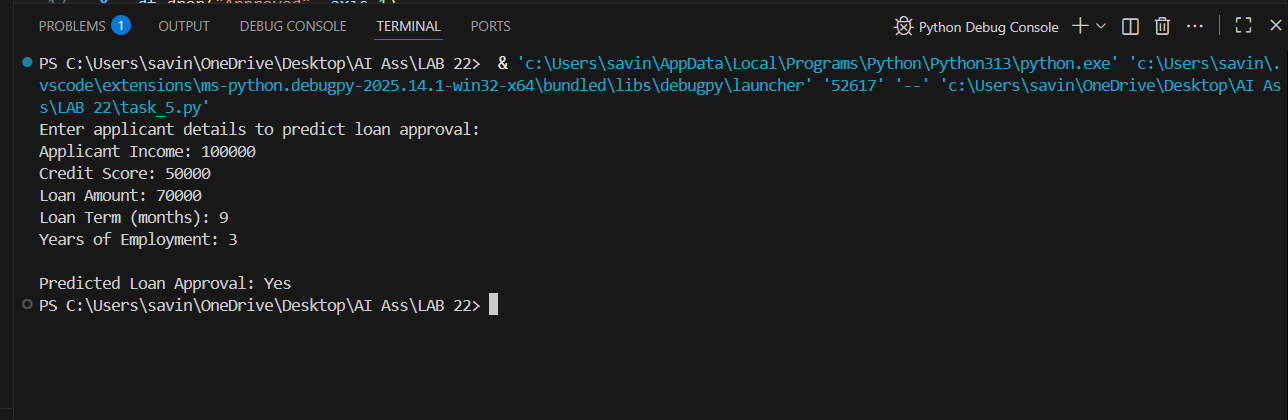 PROBLEMS 1 OUTPUT DEBUG CONSOLE TERMINAL PORTS Python Debug Console
PS C:\Users\savin\OneDrive\Desktop\AI Ass\LAB 22> & 'c:\Users\savin\AppData\Local\Programs\Python\Python313\python.exe' 'c:\Users\savin\.
vscode\extensions\ms-python.debugpy-2025.14.1-win32-x64\bundled\libs\debugpy\launcher' '52617' '--' 'c:\Users\savin\OneDrive\Desktop\AI As
s\LAB 22\task_5.py'
Enter applicant details to predict loan approval:
Applicant Income: 100000
Credit Score: 50000
Loan Amount: 70000
Loan Term (months): 9
Years of Employment: 3
Predicted Loan Approval: Yes
PS C:\Users\savin\OneDrive\Desktop\AI Ass\LAB 22>